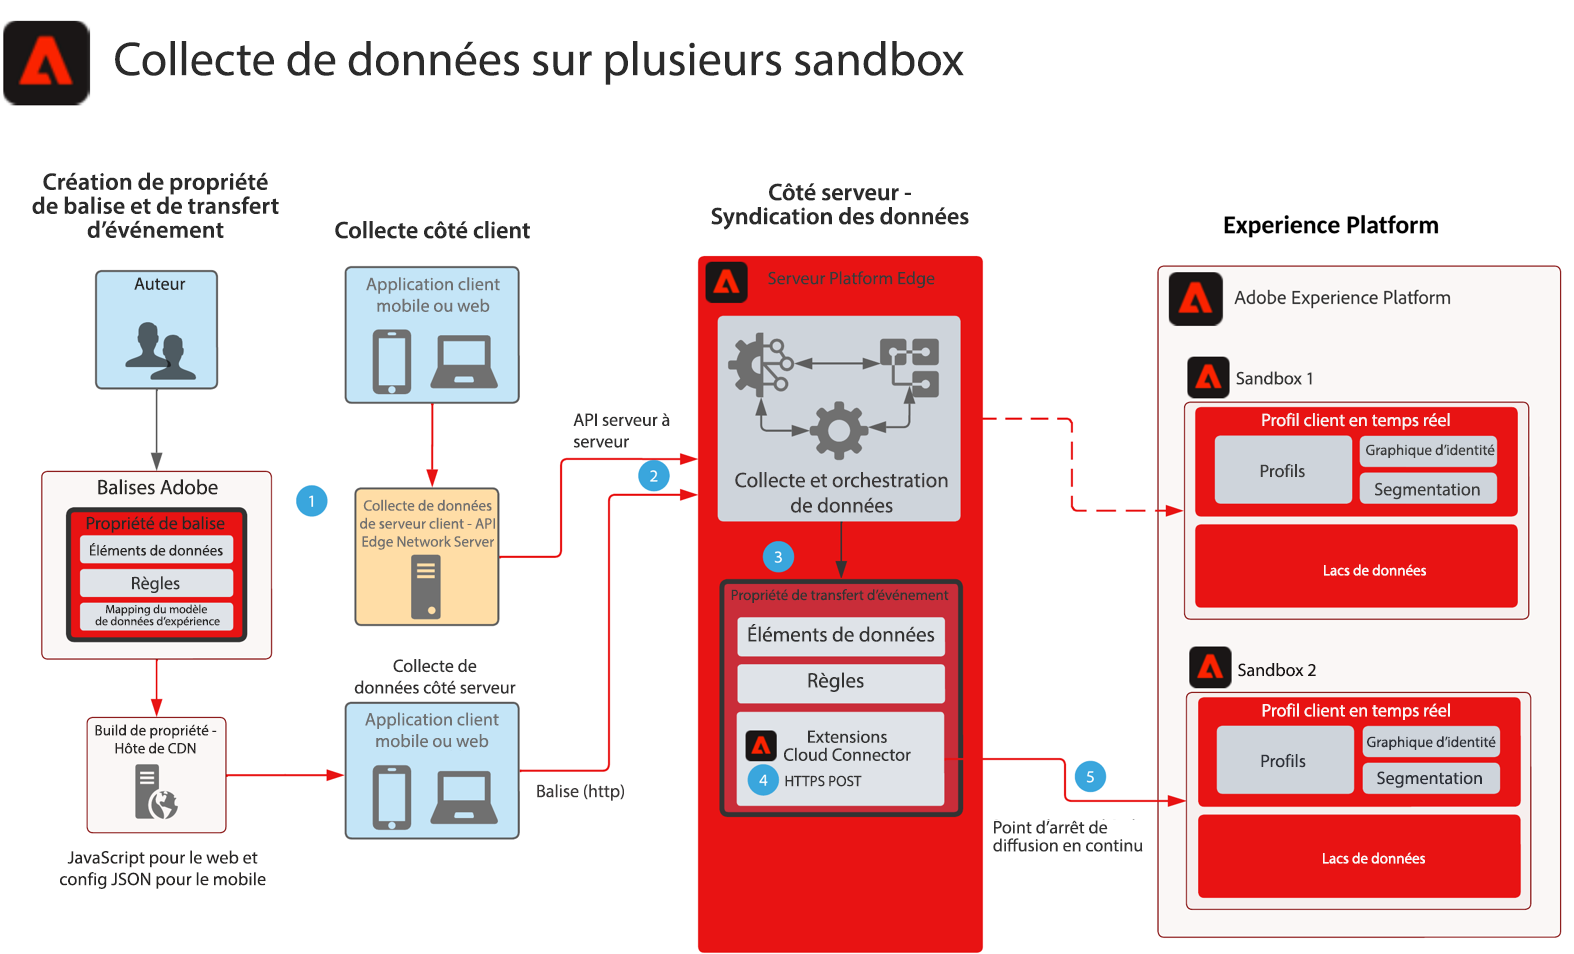 Collecte de données sur plusieurs sandbox
Création de propriété
de balise et de transfert
d’événement
Auteur
Balises Adobe
Propriété de balise
Éléments de données
Règles
Mapping du modèle
de données d’expérience
Build de propriété -
Hôte de CDN
JavaScript pour le web et
config JSON pour le mobile
1
Collecte côté client
Application client
mobile ou web
Collecte de données
de serveur client - API
Edge Network Server
Collecte de
données côté serveur
Application client
mobile ou web
API serveur à
serveur
2
Balise (http)
Côté serveur -
Syndication des données
Serveur Platform Edge
Collecte et orchestration
de données
3
Propriété de transfert d’événement
Éléments de données
Règles
Extensions
Cloud Connector
4
HTTPS POST
5
Point d’arrêt de
diffusion en continu
Experience Platform
Adobe Experience Platform
Sandbox 1
Profil client en temps réel
Profils
Graphique d’identité
Segmentation
Lacs de données
Sandbox 2
Profil client en temps réel
Profils
Graphique d’identité
Segmentation
Lacs de données